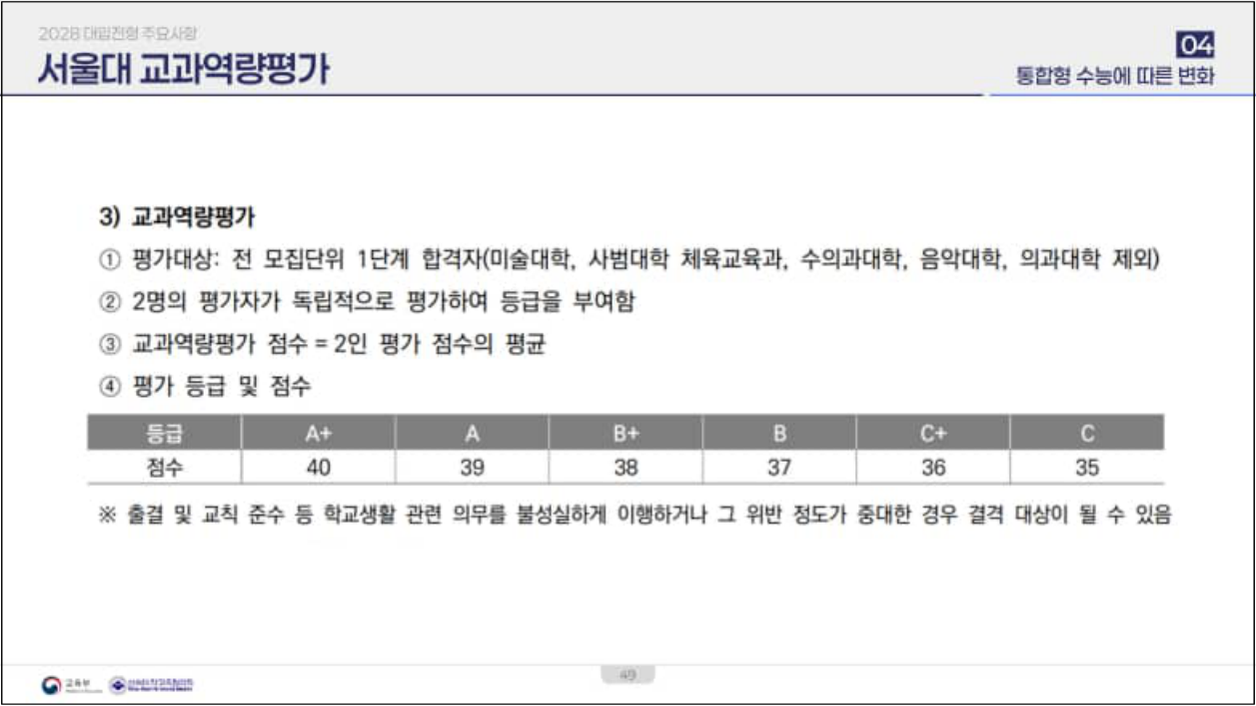 2028 대입전형 주요사항
서울대 교과역량평가
04
통합형 수능에 따른 변화
3) 교과역량평가
① 평가대상: 전 모집단위 1단계 합격자(미술대학, 사범대학 체육교육과, 수의과대학, 음악대학, 의과대학 제외)
② 2명의 평가자가 독립적으로 평가하여 등급을 부여함
③ 교과역량평가 점수 = 2인 평가 점수의 평균
④ 평가 등급 및 점수
등급 A+ A B+ B C+ C
점수 40 39 38 37 36 35
※ 출결 및 교칙 준수 등 학교생활 관련 의무를 불성실하게 이행하거나 그 위반 정도가 중대한 경우 결격 대상이 될 수 있음
49
교육부